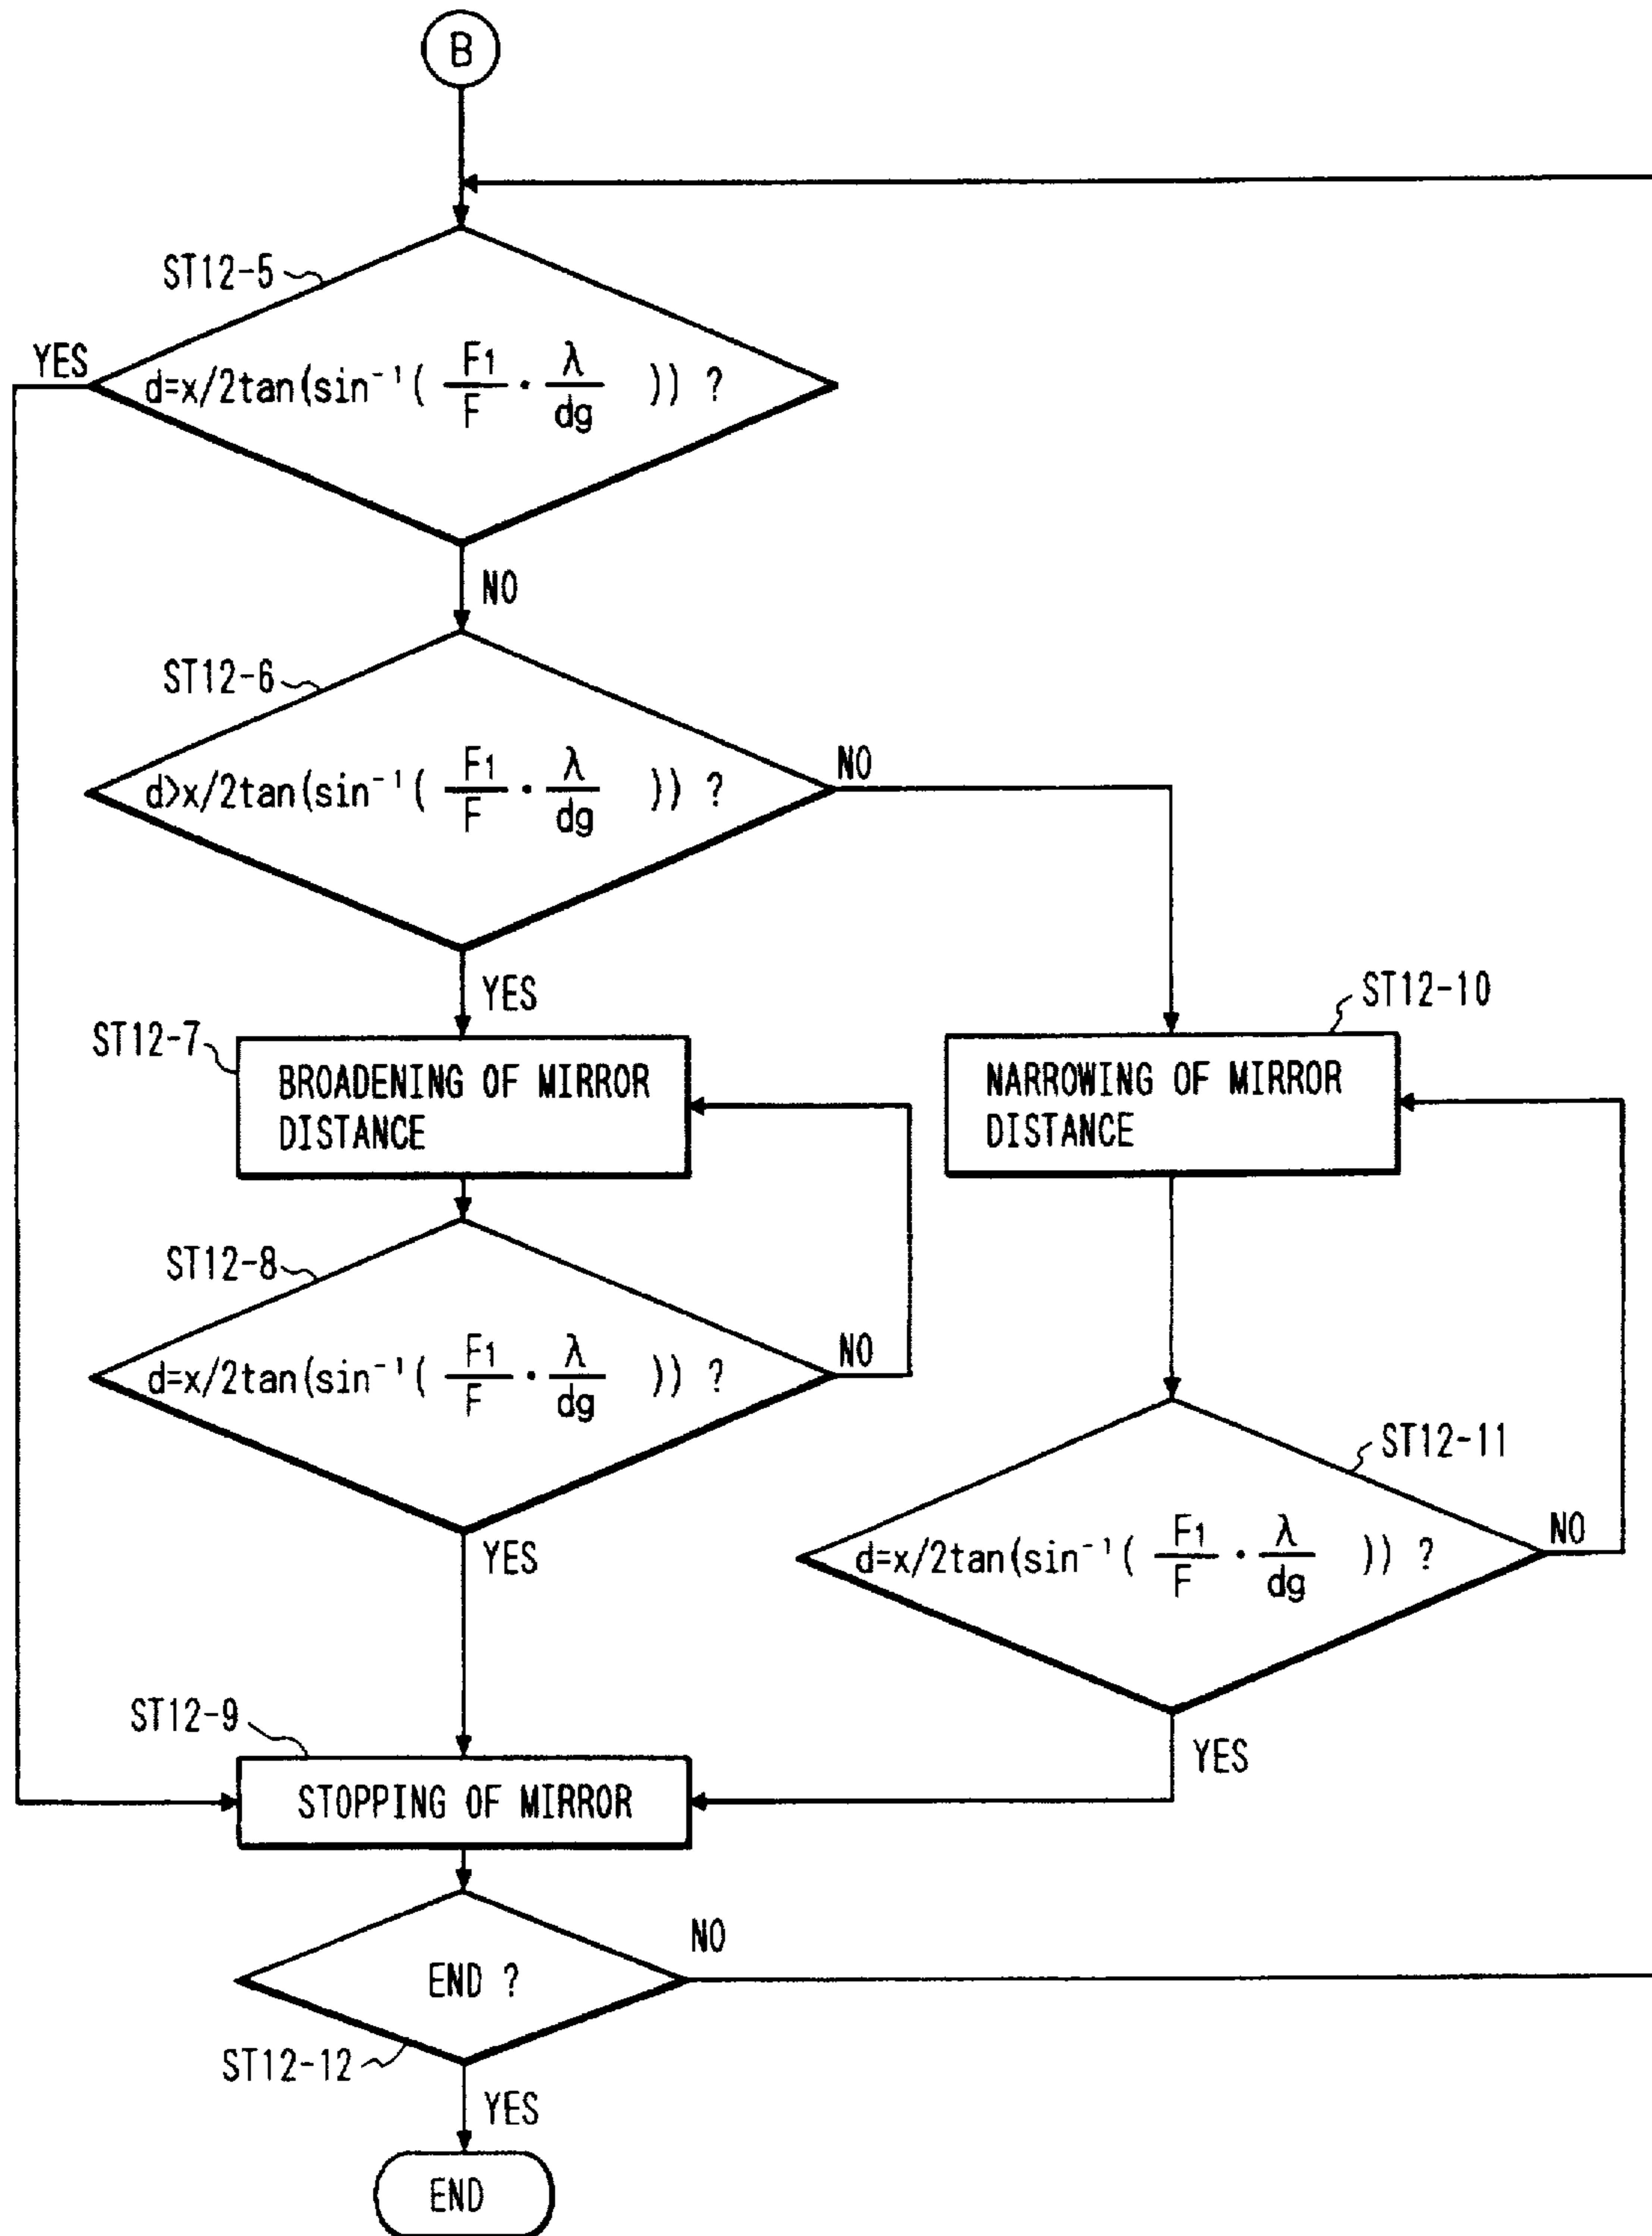 B
ST12-5
YES
d=x/2tan(sin⁻¹( F1/F · λ/dg )) ?
NO
ST12-6
d>x/2tan(sin⁻¹( F1/F · λ/dg )) ?
NO
YES
ST12-7
BROADENING OF MIRROR
DISTANCE
ST12-10
NARROWING OF MIRROR
DISTANCE
ST12-8
d=x/2tan(sin⁻¹( F1/F · λ/dg )) ?
NO
YES
ST12-11
d=x/2tan(sin⁻¹( F1/F · λ/dg )) ?
NO
YES
ST12-9
STOPPING OF MIRROR
END ?
NO
ST12-12
YES
END